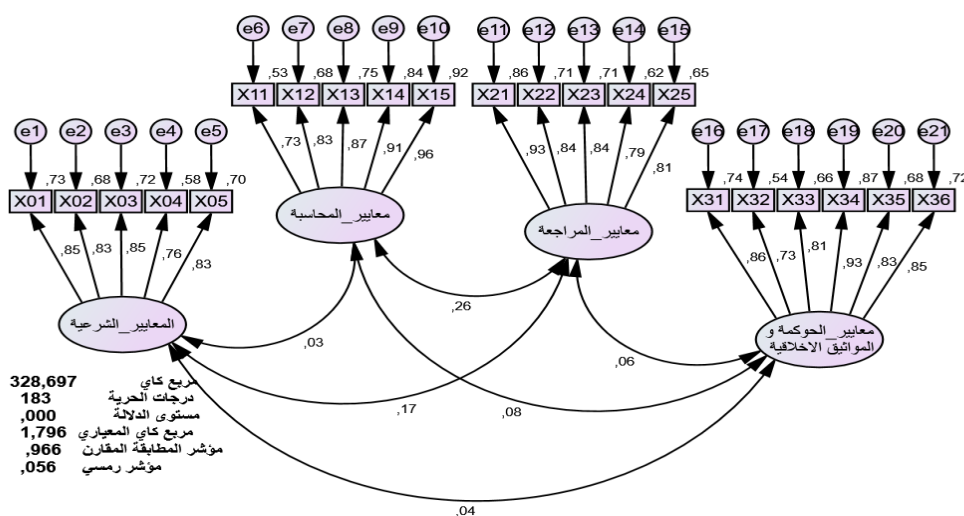 e6 e7 e8 e9 e10
,53 ,68 ,75 ,84 ,92
X11 X12 X13 X14 X15
,73 ,83 ,87 ,91 ,96
معايير_المحاسبة
e11 e12 e13 e14 e15
,86 ,71 ,71 ,62 ,65
X21 X22 X23 X24 X25
,93 ,84 ,84 ,79 ,81
معايير_المراجعة
e1 e2 e3 e4 e5
,73 ,68 ,72 ,58 ,70
X01 X02 X03 X04 X05
,85 ,83 ,85 ,76 ,83
المعايير_الشرعية
e16 e17 e18 e19 e20 e21
,74 ,54 ,66 ,87 ,68 ,72
X31 X32 X33 X34 X35 X36
,86 ,73 ,81 ,93 ,83 ,85
معايير_الحوكمة و
المواثيق الاخلاقية
,26
,03
,06
,17
,08
,04
مربع كاي 328,697
درجات الحرية 183
مستوى الدلالة ,000
مربع كاي المعياري 1,796
مؤشر المطابقة المقارن ,966
مؤشر رمسي ,056